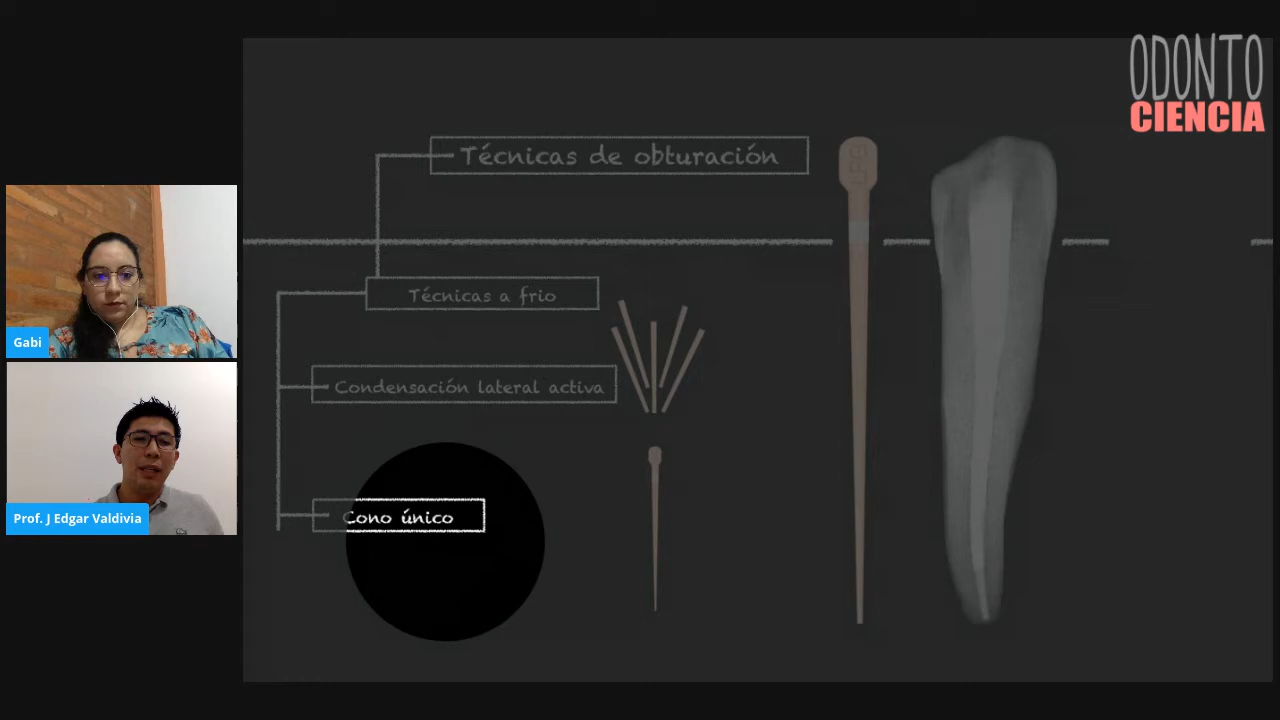 ODONTO
CIENCIA
Técnicas de obturación
Técnicas a frio
Condensación lateral activa
Cono único
Gabi
Prof. J Edgar Valdivia